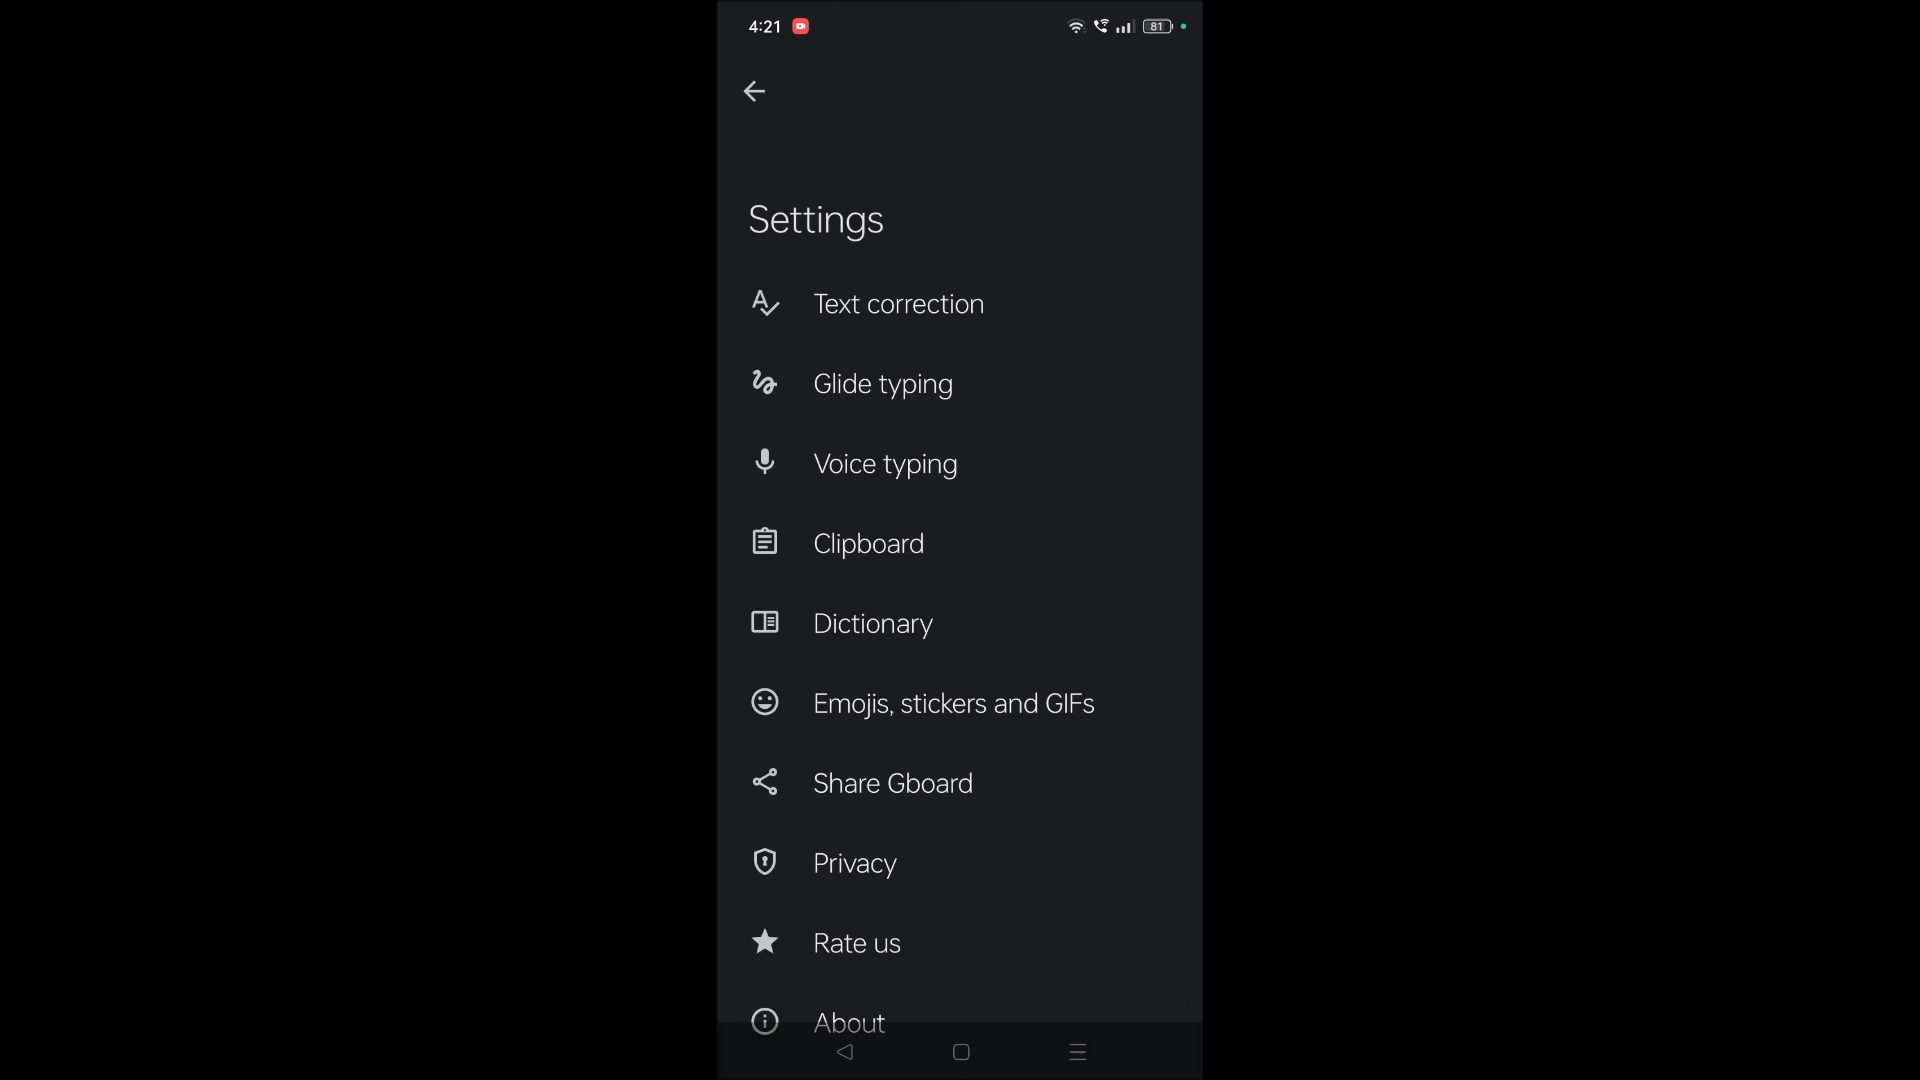 4:21
81
Settings
Text correction
Glide typing
Voice typing
Clipboard
Dictionary
Emojis, stickers and GIFs
Share Gboard
Privacy
Rate us
About